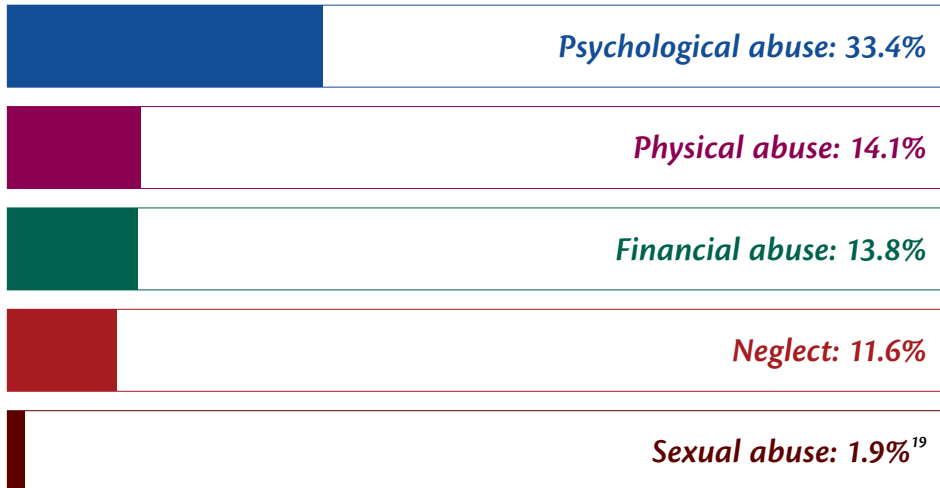 Psychological abuse: 33.4%
Physical abuse: 14.1%
Financial abuse: 13.8%
Neglect: 11.6%
Sexual abuse: 1.9%¹⁹